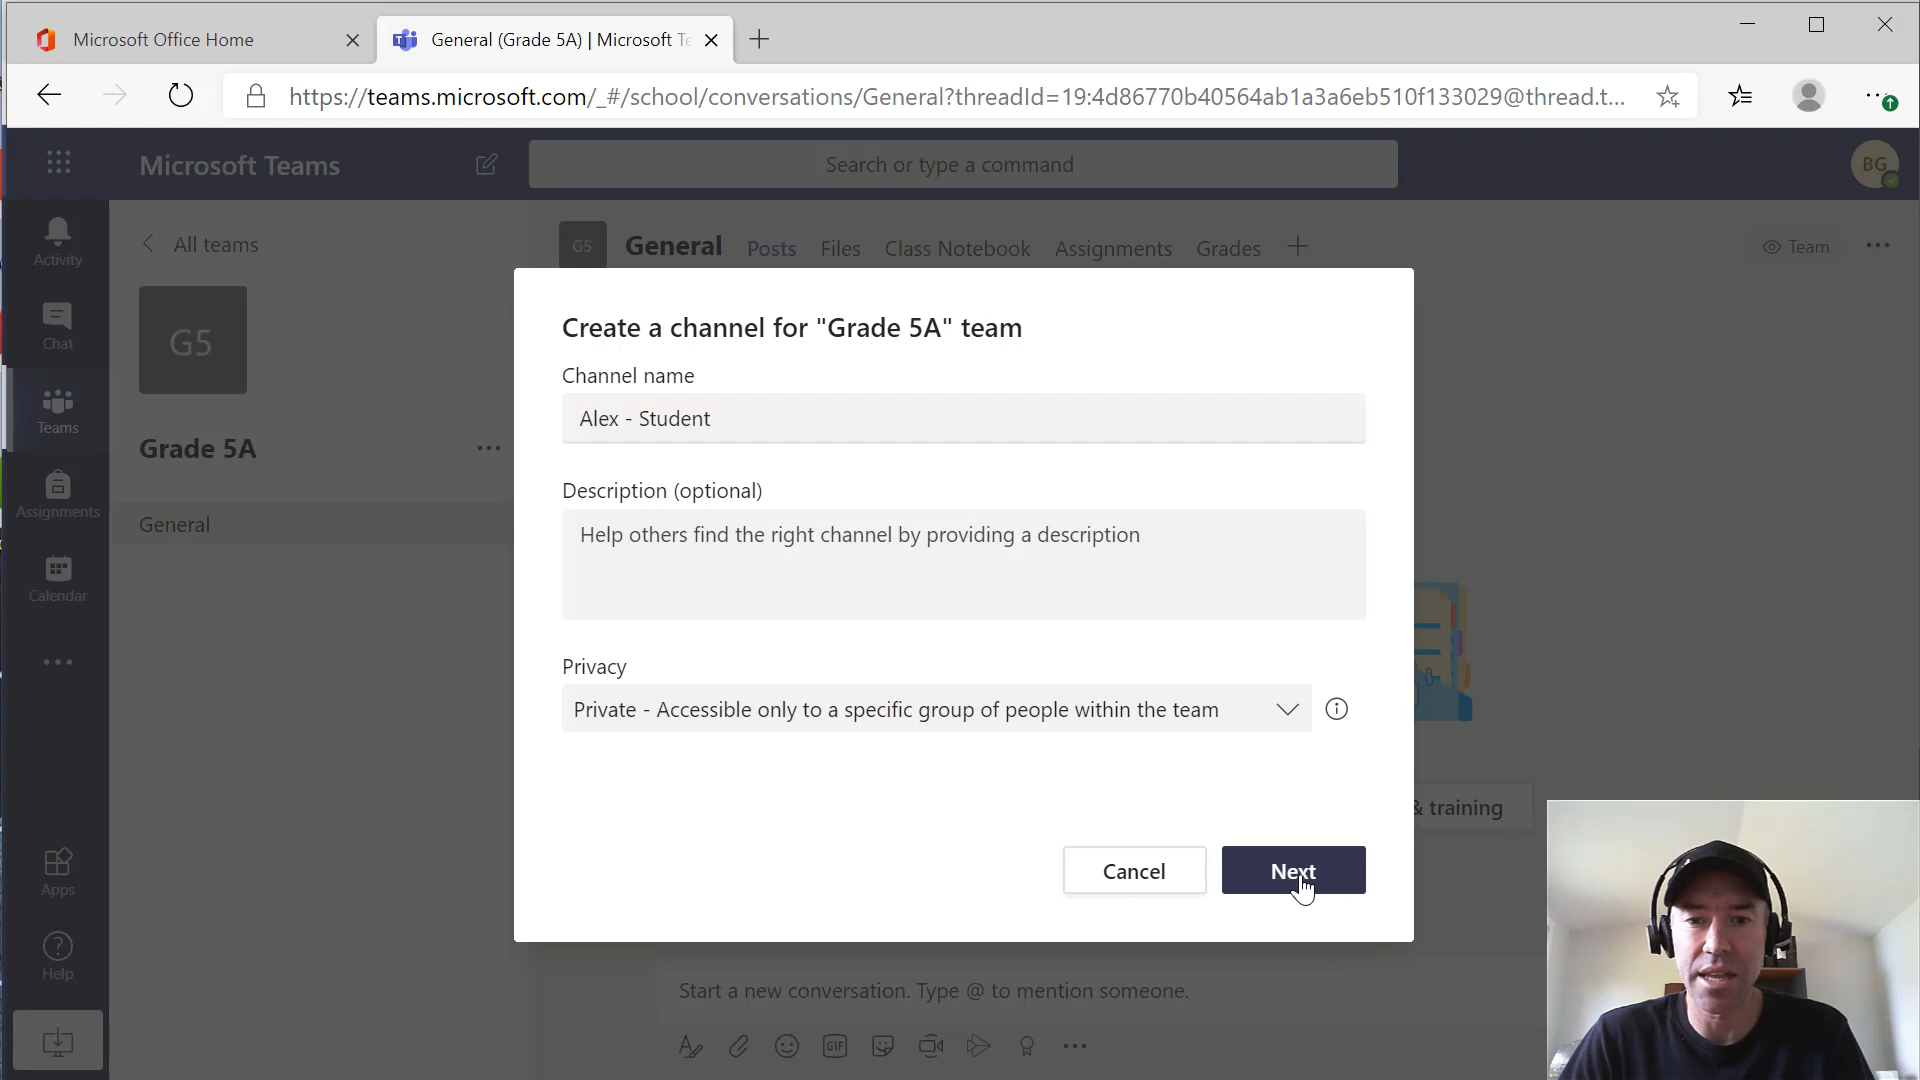 Microsoft Office Home
General (Grade 5A) | Microsoft Te
https://teams.microsoft.com/_#/school/conversations/General?threadId=19:4d86770b40564ab1a3a6eb510f133029@thread.t...
Microsoft Teams
Search or type a command
BG
Activity
Chat
Teams
Assignments
Calendar
Apps
Help
All teams
G5
Grade 5A
General
G5
General
Posts
Files
Class Notebook
Assignments
Grades
Team
Create a channel for "Grade 5A" team
Channel name
Alex - Student
Description (optional)
Help others find the right channel by providing a description
Privacy
Private - Accessible only to a specific group of people within the team
Cancel
Next
& training
Start a new conversation. Type @ to mention someone.
GIF